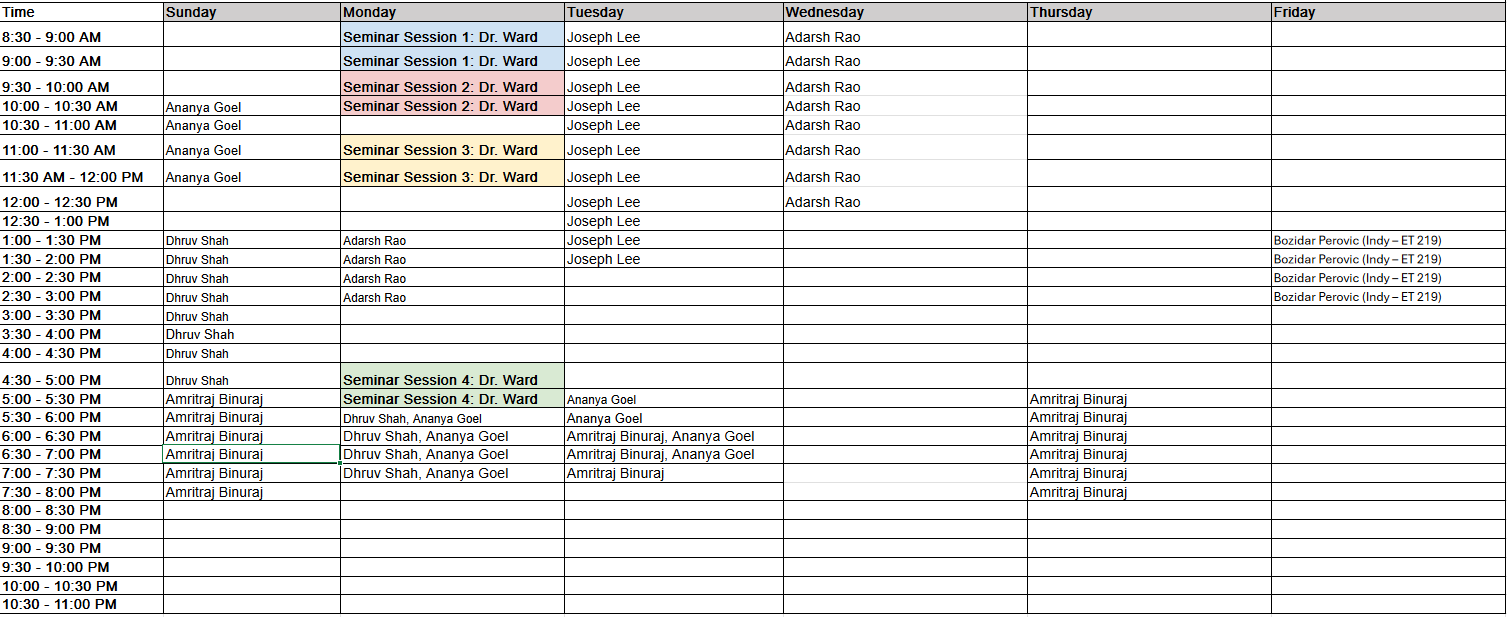 Time Sunday Monday Tuesday Wednesday Thursday Friday
8:30 - 9:00 AM Seminar Session 1: Dr. Ward Joseph Lee Adarsh Rao
9:00 - 9:30 AM Seminar Session 1: Dr. Ward Joseph Lee Adarsh Rao
9:30 - 10:00 AM Seminar Session 2: Dr. Ward Joseph Lee Adarsh Rao
10:00 - 10:30 AM Ananya Goel Seminar Session 2: Dr. Ward Joseph Lee Adarsh Rao
10:30 - 11:00 AM Ananya Goel Joseph Lee Adarsh Rao
11:00 - 11:30 AM Ananya Goel Seminar Session 3: Dr. Ward Joseph Lee Adarsh Rao
11:30 AM - 12:00 PM Ananya Goel Seminar Session 3: Dr. Ward Joseph Lee Adarsh Rao
12:00 - 12:30 PM Joseph Lee Adarsh Rao
12:30 - 1:00 PM Joseph Lee
1:00 - 1:30 PM Dhruv Shah Adarsh Rao Joseph Lee Bozidar Perovic (Indy – ET 219)
1:30 - 2:00 PM Dhruv Shah Adarsh Rao Joseph Lee Bozidar Perovic (Indy – ET 219)
2:00 - 2:30 PM Dhruv Shah Adarsh Rao Bozidar Perovic (Indy – ET 219)
2:30 - 3:00 PM Dhruv Shah Adarsh Rao Bozidar Perovic (Indy – ET 219)
3:00 - 3:30 PM Dhruv Shah
3:30 - 4:00 PM Dhruv Shah
4:00 - 4:30 PM Dhruv Shah
4:30 - 5:00 PM Dhruv Shah Seminar Session 4: Dr. Ward
5:00 - 5:30 PM Amritraj Binuraj Seminar Session 4: Dr. Ward Ananya Goel Amritraj Binuraj
5:30 - 6:00 PM Amritraj Binuraj Dhruv Shah, Ananya Goel Ananya Goel Amritraj Binuraj
6:00 - 6:30 PM Amritraj Binuraj Dhruv Shah, Ananya Goel Amritraj Binuraj, Ananya Goel Amritraj Binuraj
6:30 - 7:00 PM Amritraj Binuraj Dhruv Shah, Ananya Goel Amritraj Binuraj, Ananya Goel Amritraj Binuraj
7:00 - 7:30 PM Amritraj Binuraj Dhruv Shah, Ananya Goel Amritraj Binuraj Amritraj Binuraj
7:30 - 8:00 PM Amritraj Binuraj Amritraj Binuraj
8:00 - 8:30 PM
8:30 - 9:00 PM
9:00 - 9:30 PM
9:30 - 10:00 PM
10:00 - 10:30 PM
10:30 - 11:00 PM